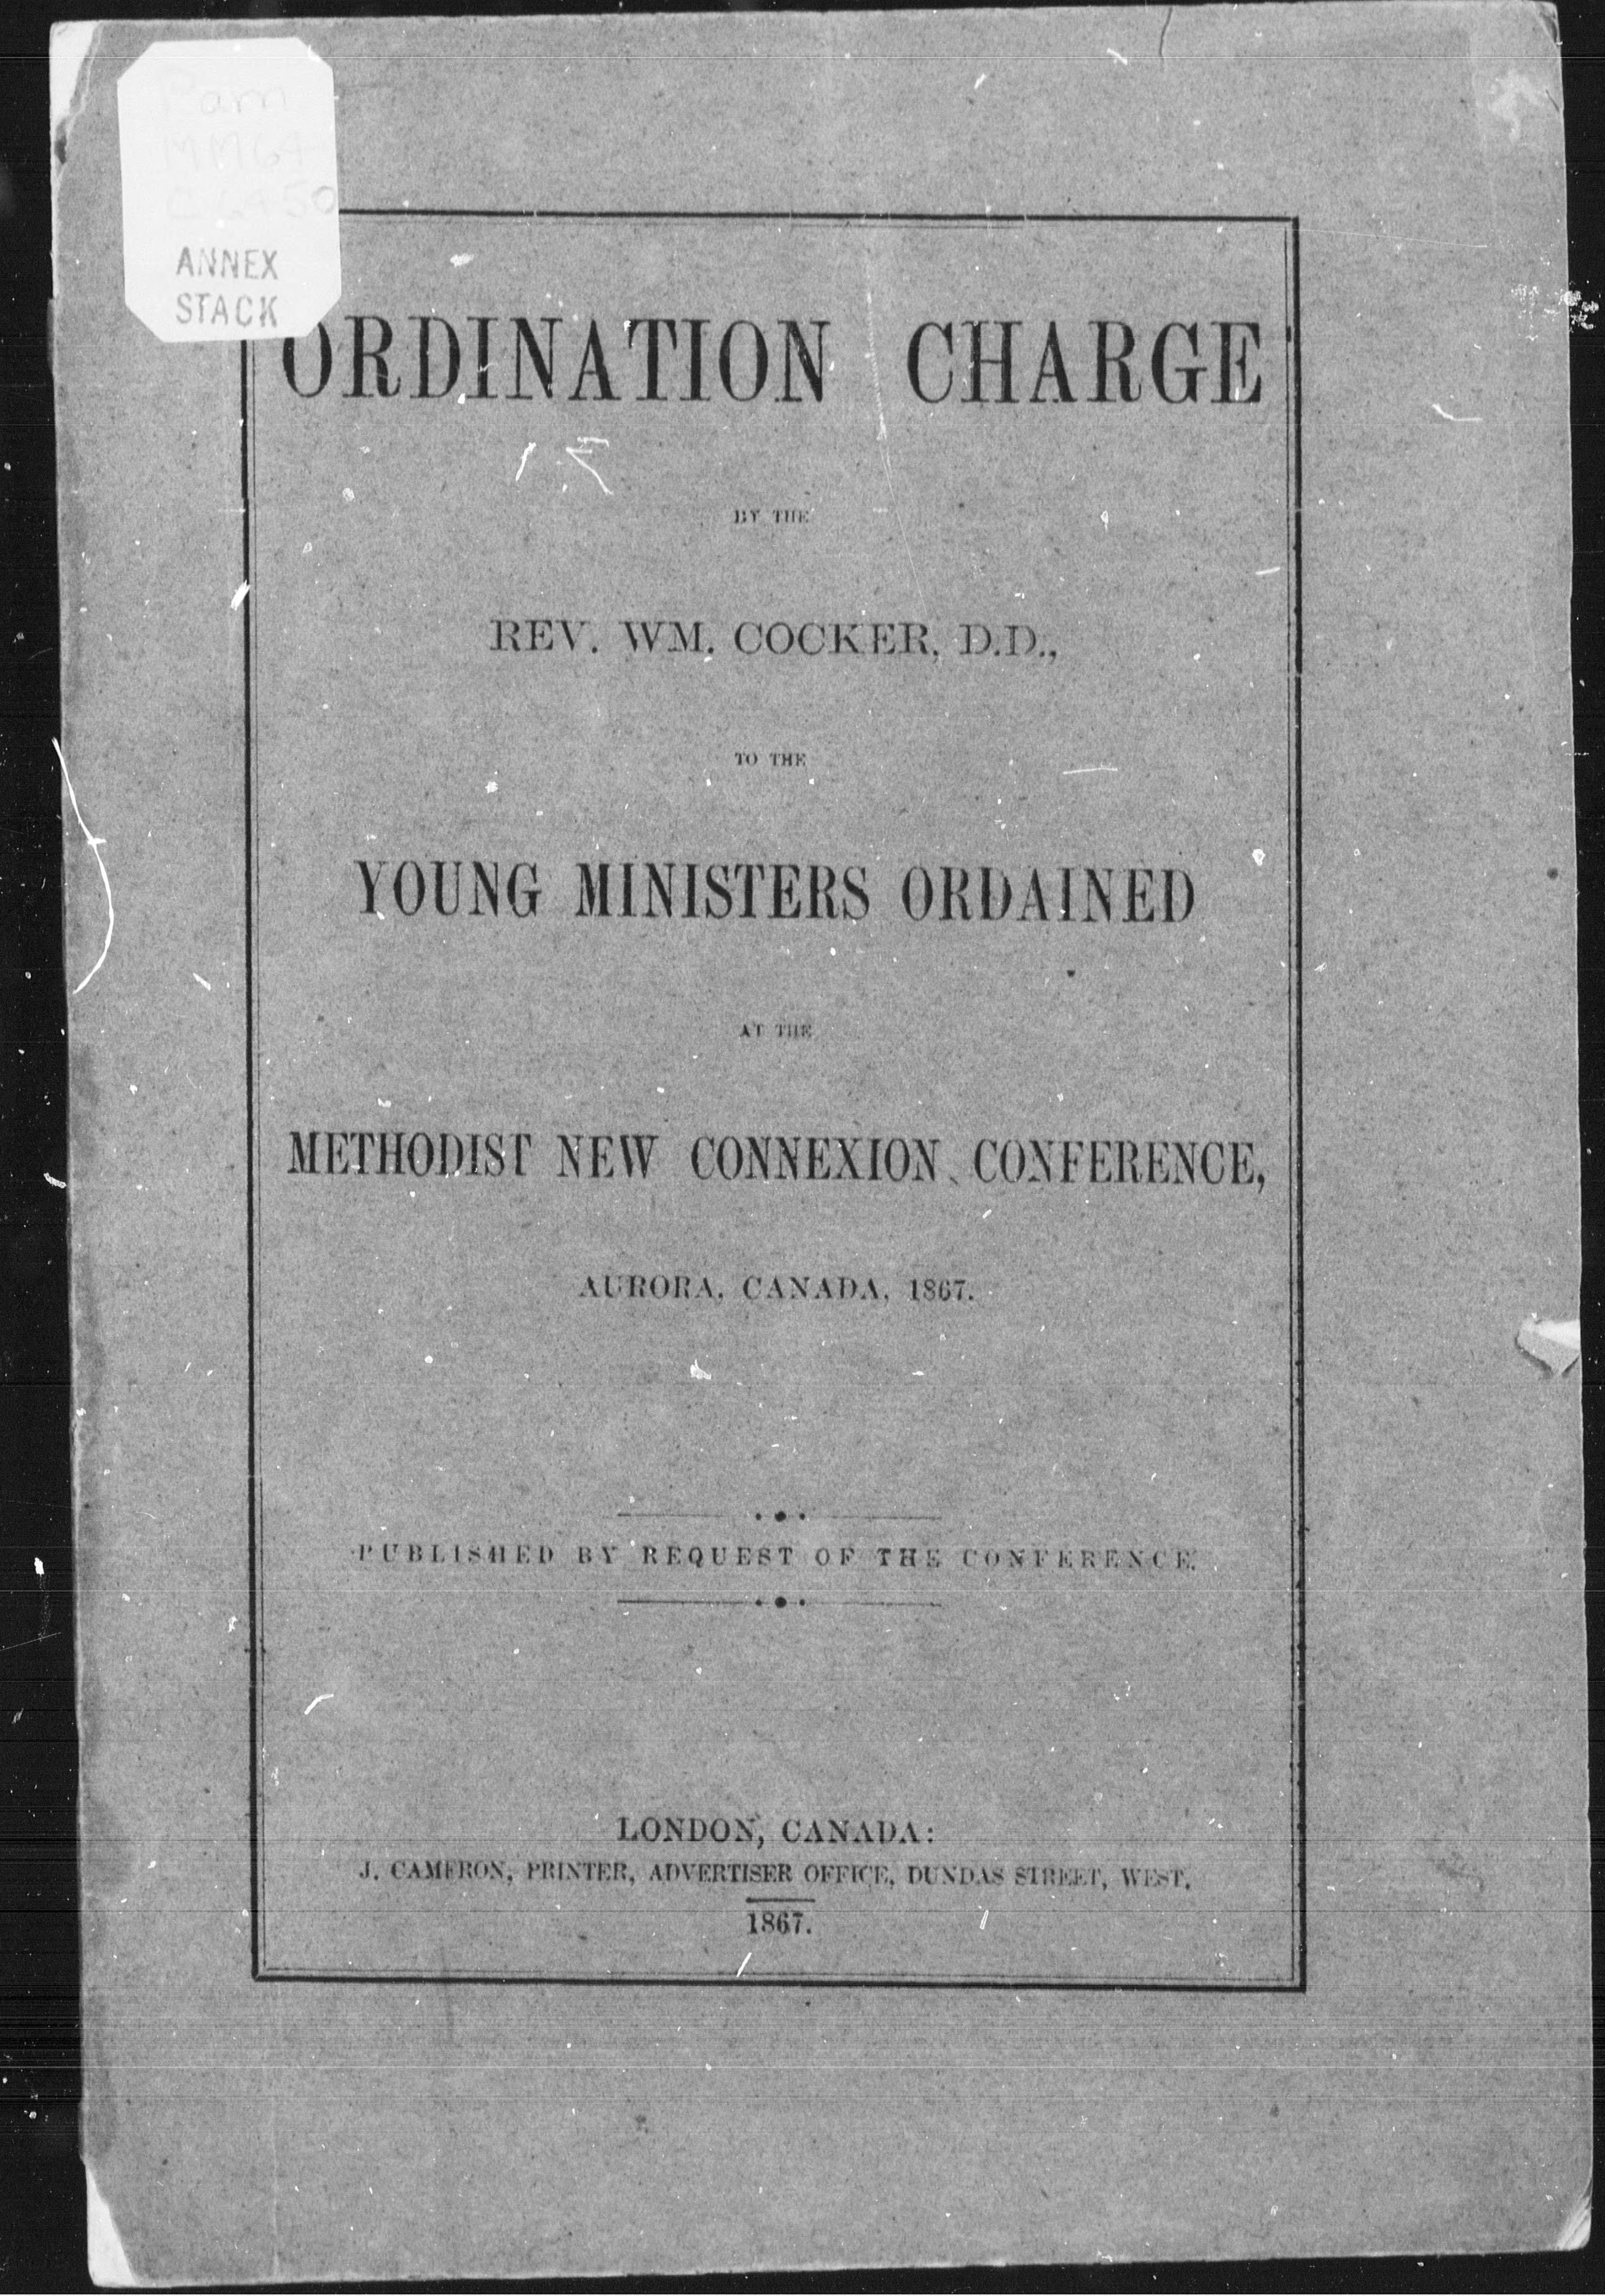 ANNEX
STACK
ORDINATION CHARGE
BY THE
REV. WM. COCKER, D.D.,
TO THE
YOUNG MINISTERS ORDAINED
AT THE
METHODIST NEW CONNEXION CONFERENCE,
AURORA, CANADA, 1867.
PUBLISHED BY REQUEST OF THE CONFERENCE.
LONDON, CANADA:
J. CAMERON, PRINTER, ADVERTISER OFFICE, DUNDAS STREET, WEST.
1867.